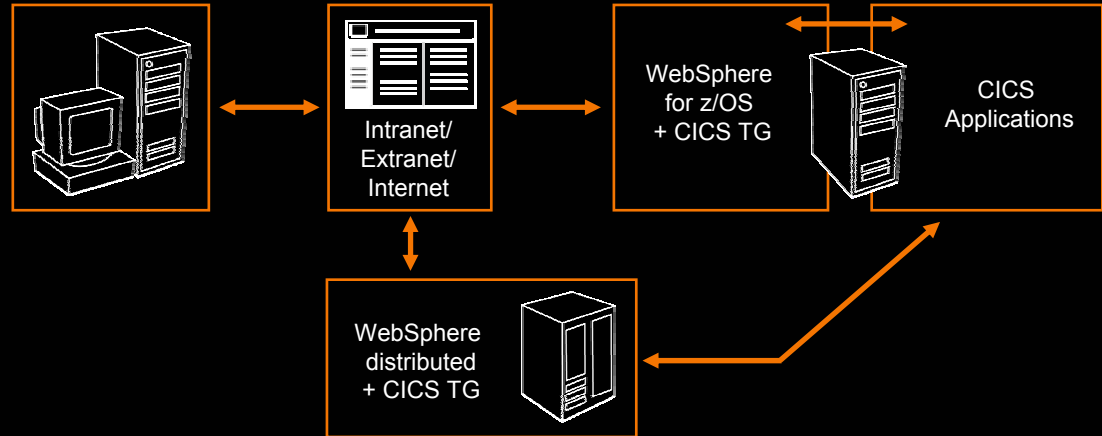 Intranet/
Extranet/
Internet
WebSphere
for z/OS
+ CICS TG
CICS
Applications
WebSphere
distributed
+ CICS TG